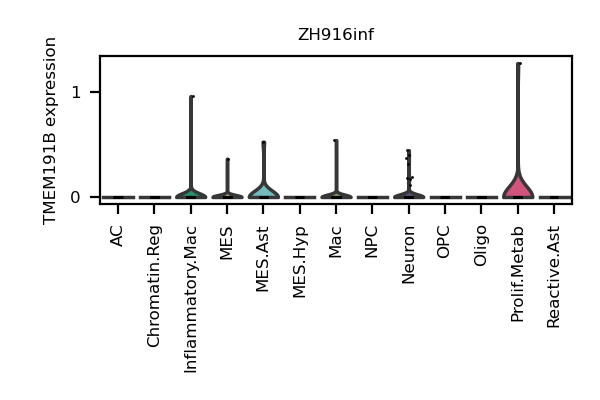 ZH916inf
TMEM191B expression
1
0
AC
Chromatin.Reg
Inflammatory.Mac
MES
MES.Ast
MES.Hyp
Mac
NPC
Neuron
OPC
Oligo
Prolif.Metab
Reactive.Ast